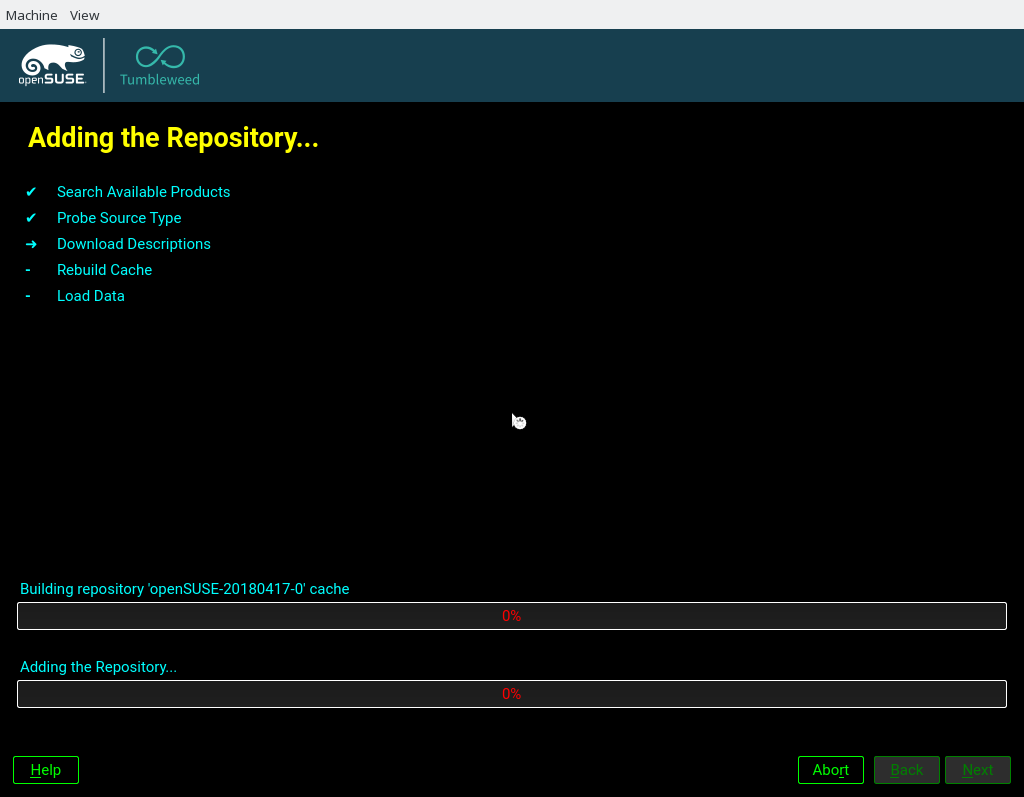 Machine View
openSUSE.
Tumbleweed
Adding the Repository...
✔ Search Available Products
✔ Probe Source Type
➜ Download Descriptions
- Rebuild Cache
- Load Data
Building repository 'openSUSE-20180417-0' cache
0%
Adding the Repository...
0%
Help Abort Back Next